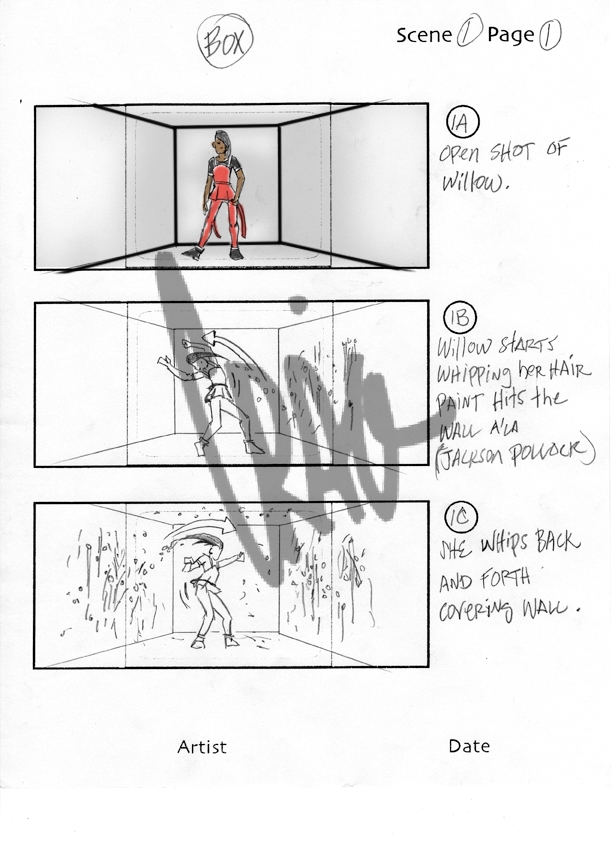 BOX
Scene 1 Page 1
1A
OPEN SHOT OF
Willow.
1B
Willow STARTS
WHIPPING her HAIR
PAINT HITS the
WALL A'LA
(JACKSON POLLOCK)
1C
SHE WHIPS BACK
AND FORTH
COVERING WALL.
Artist Date